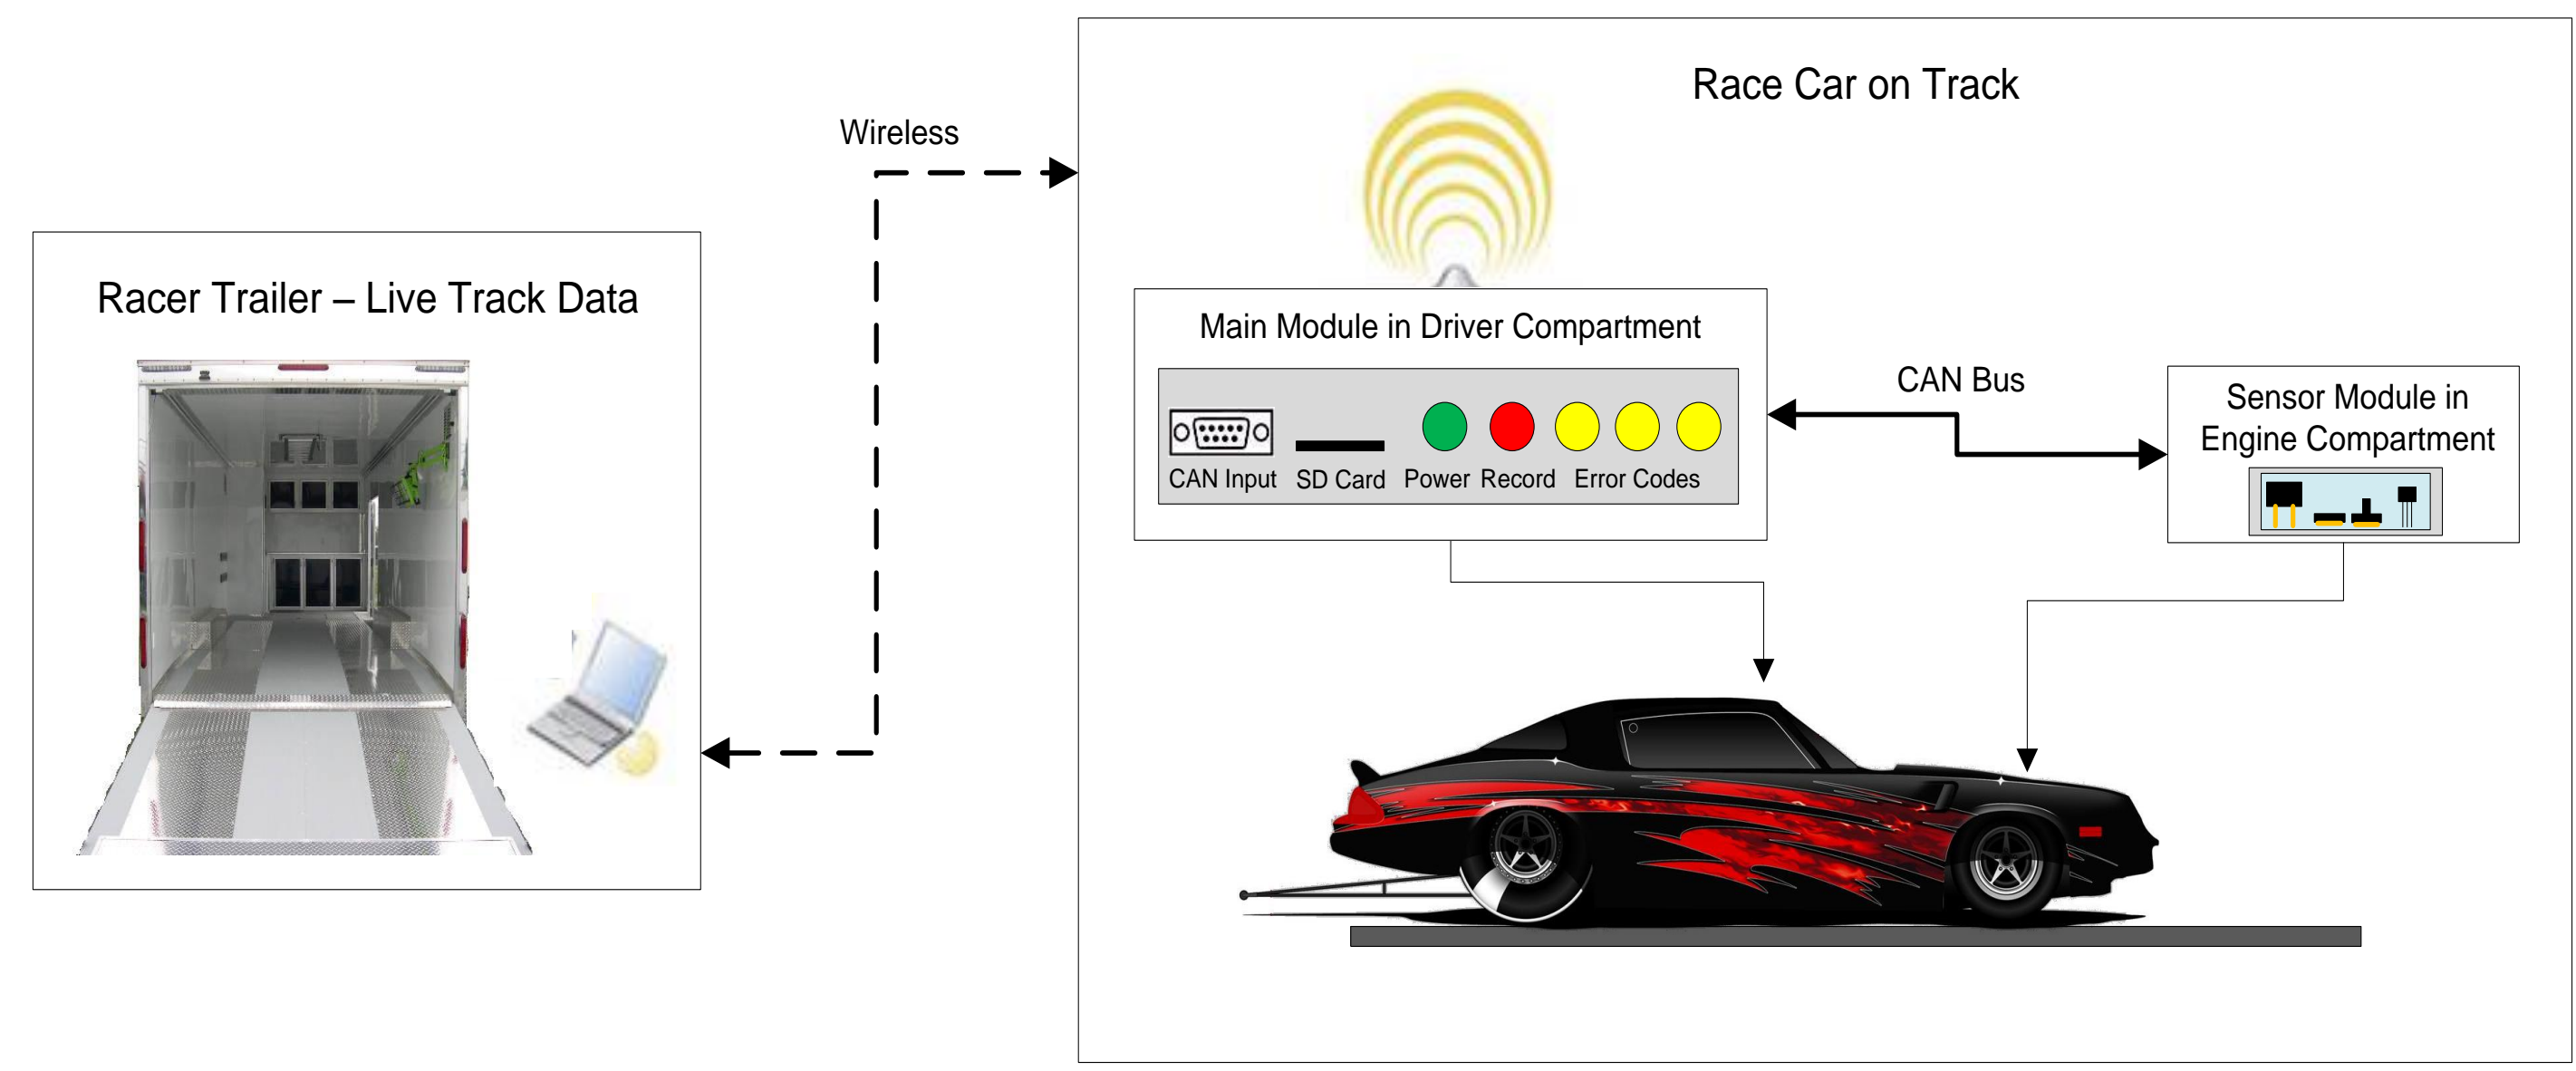 Race Car on Track
Wireless
Racer Trailer – Live Track Data
Main Module in Driver Compartment
CAN Bus
Sensor Module in
Engine Compartment
CAN Input SD Card Power Record Error Codes